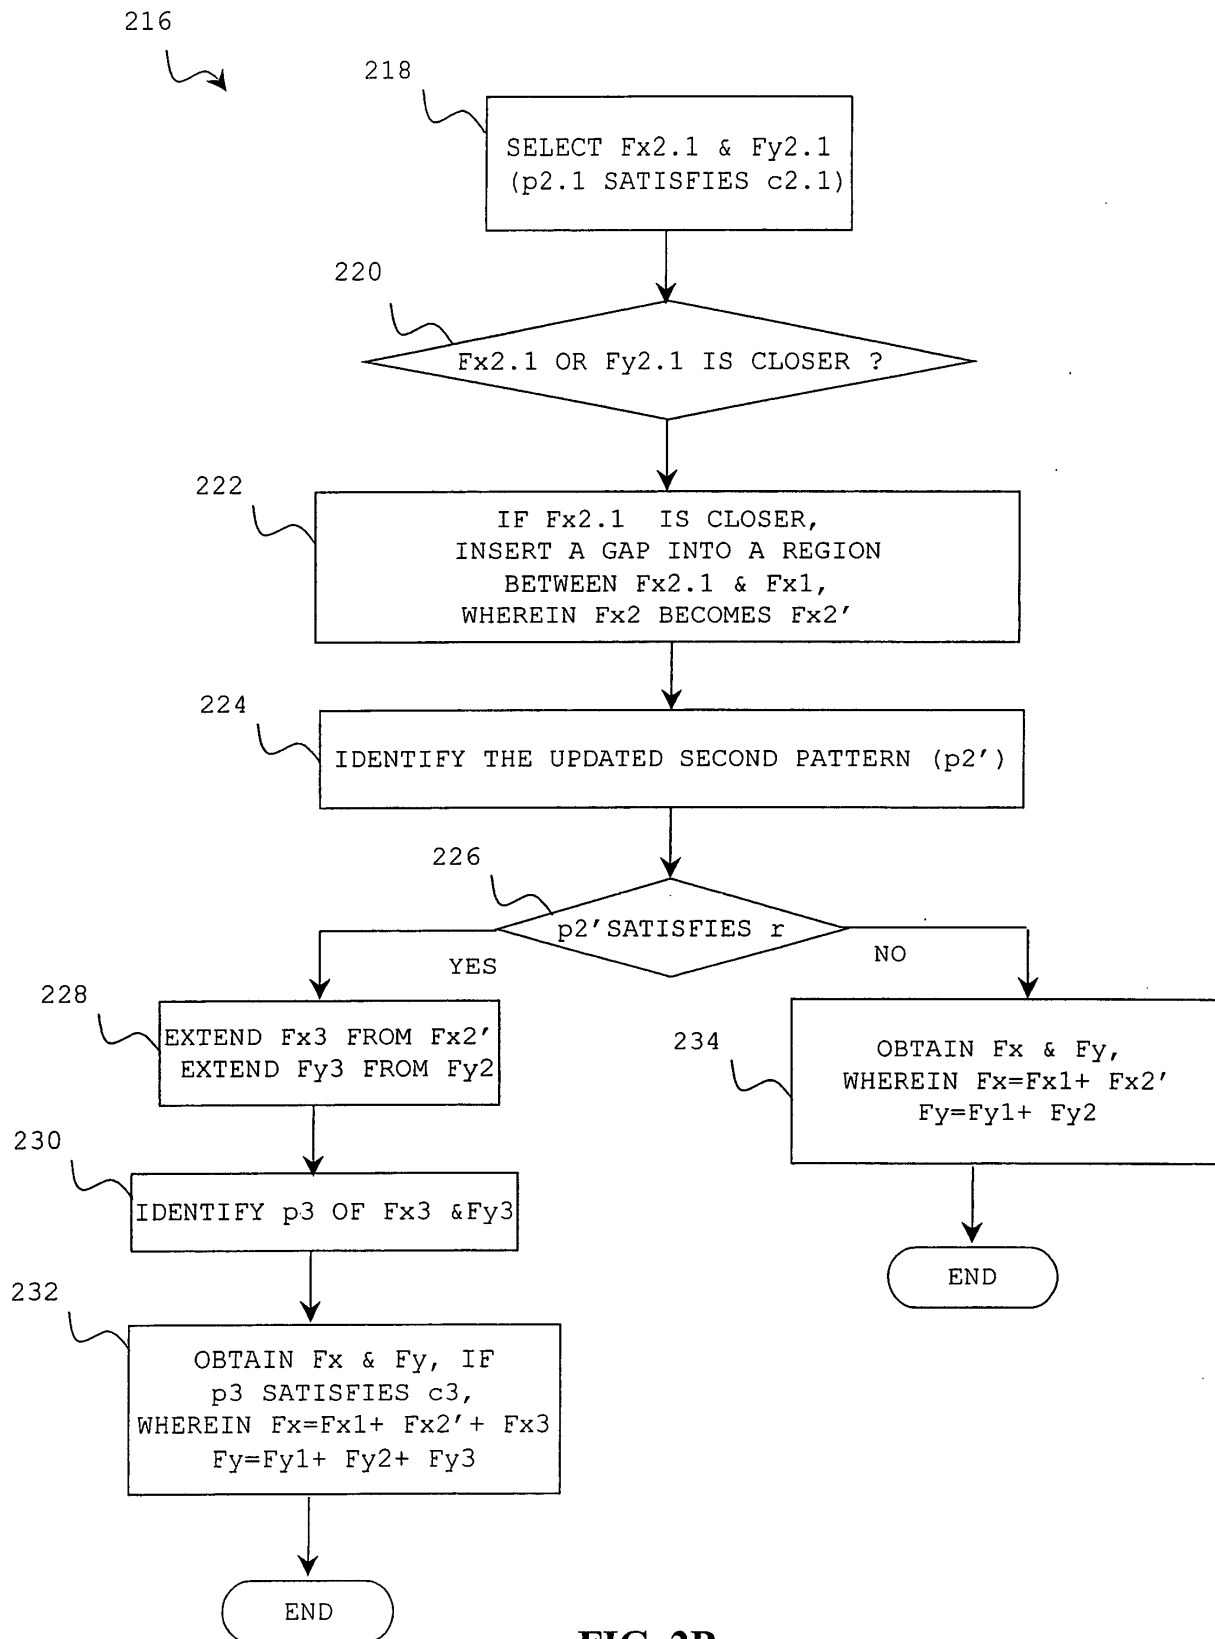 216
218
SELECT Fx2.1 & Fy2.1
(p2.1 SATISFIES c2.1)
220
Fx2.1 OR Fy2.1 IS CLOSER ?
222
IF Fx2.1 IS CLOSER,
INSERT A GAP INTO A REGION
BETWEEN Fx2.1 & Fx1,
WHEREIN Fx2 BECOMES Fx2'
224
IDENTIFY THE UPDATED SECOND PATTERN (p2')
226
p2'SATISFIES r
YES
NO
228
EXTEND Fx3 FROM Fx2'
EXTEND Fy3 FROM Fy2
234
OBTAIN Fx & Fy,
WHEREIN Fx=Fx1+ Fx2'
Fy=Fy1+ Fy2
230
IDENTIFY p3 OF Fx3 &Fy3
END
232
OBTAIN Fx & Fy, IF
p3 SATISFIES c3,
WHEREIN Fx=Fx1+ Fx2'+ Fx3
Fy=Fy1+ Fy2+ Fy3
END
FIG. 2B